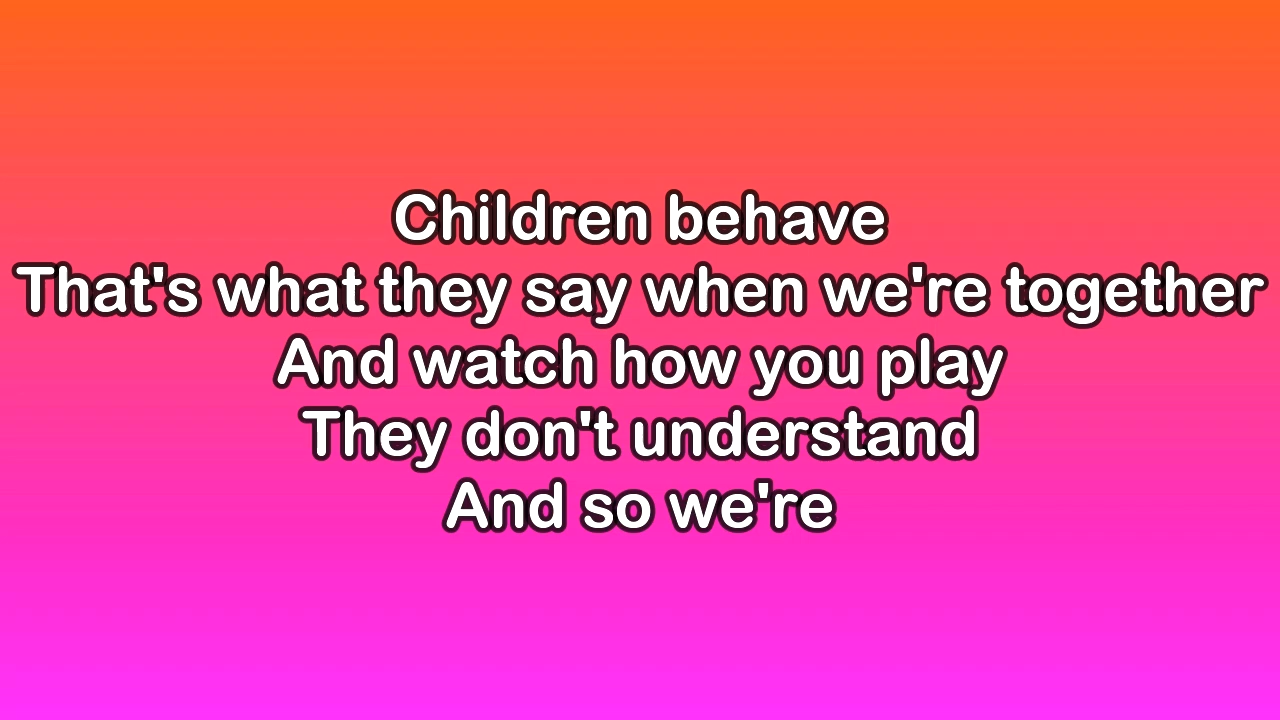 Children behave
That's what they say when we're together
And watch how you play
They don't understand
And so we're